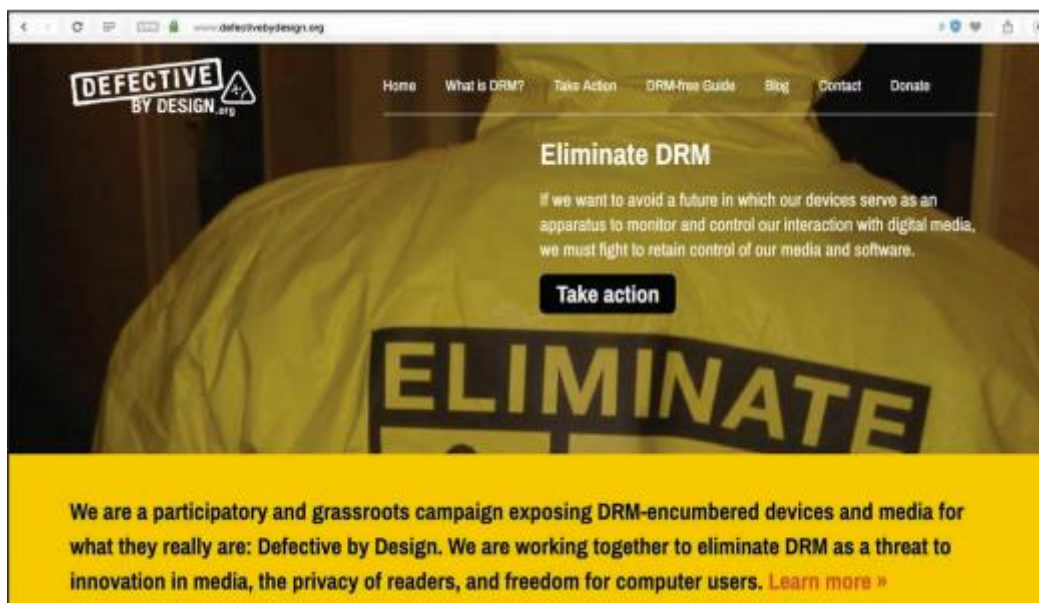 www.defectivebydesign.org
DEFECTIVE
BY DESIGN.org
Home What is DRM? Take Action DRM-free Guide Blog Contact Donate
Eliminate DRM
If we want to avoid a future in which our devices serve as an
apparatus to monitor and control our interaction with digital media,
we must fight to retain control of our media and software.
Take action
ELIMINATE
We are a participatory and grassroots campaign exposing DRM-encumbered devices and media for
what they really are: Defective by Design. We are working together to eliminate DRM as a threat to
innovation in media, the privacy of readers, and freedom for computer users. Learn more »